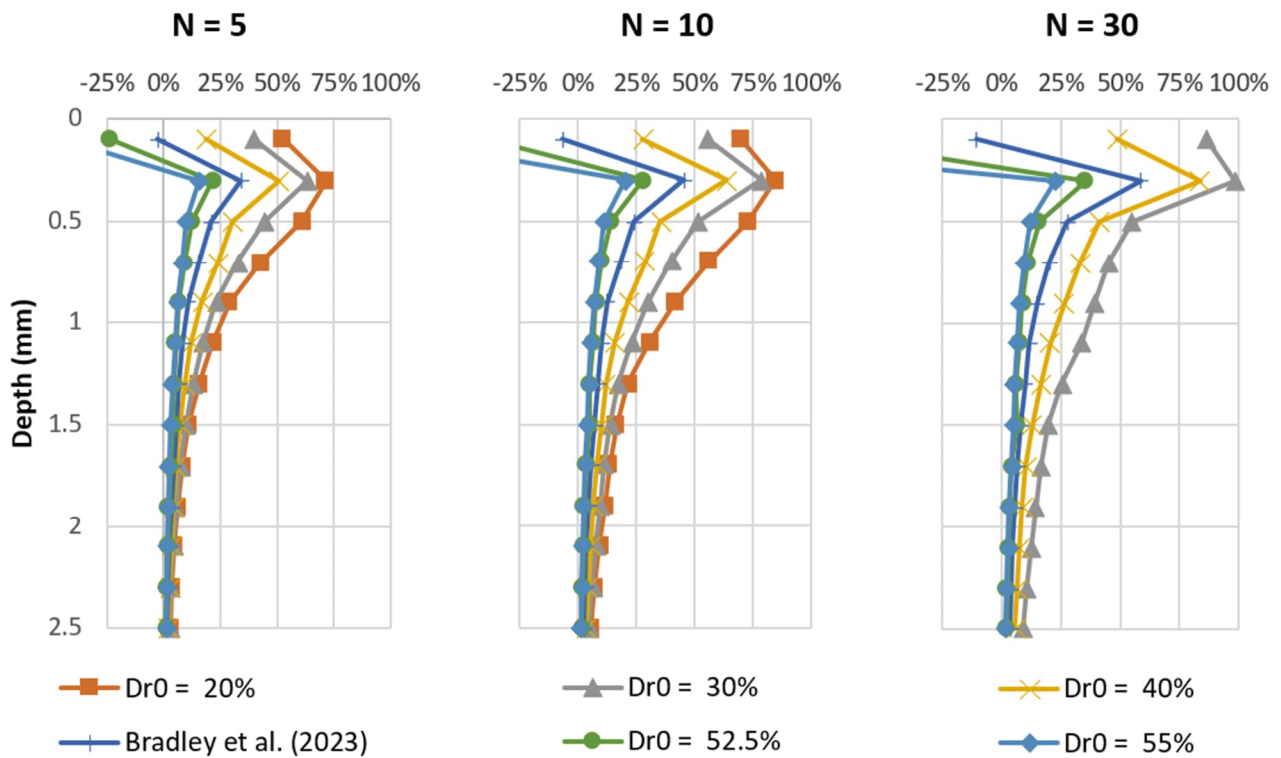 N = 5 N = 10 N = 30
-25% 0% 25% 50% 75% 100% -25% 0% 25% 50% 75% 100% -25% 0% 25% 50% 75% 100%
0
0.5
1
1.5
2
2.5
Depth (mm)
Dr0 = 20% Dr0 = 30% Dr0 = 40%
Bradley et al. (2023) Dr0 = 52.5% Dr0 = 55%